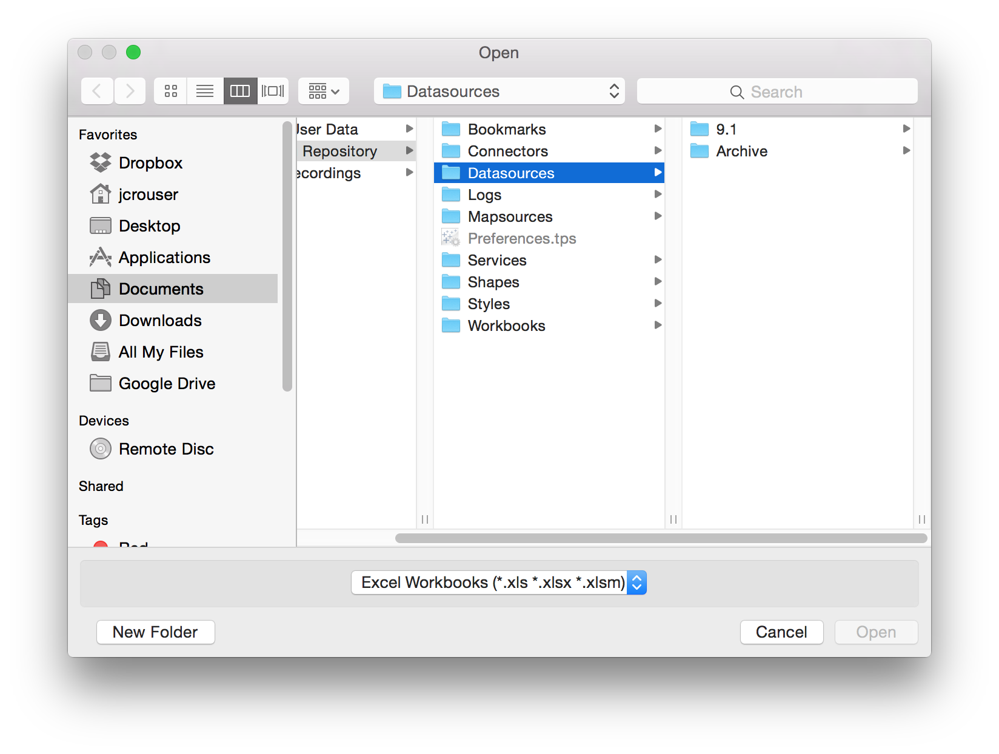 Open
Datasources
Search
Favorites
Dropbox
jcrouser
Desktop
Applications
Documents
Downloads
All My Files
Google Drive
Devices
Remote Disc
Shared
Tags
Red
User Data
Repository
ecordings
Bookmarks
Connectors
Datasources
Logs
Mapsources
Preferences.tps
Services
Shapes
Styles
Workbooks
9.1
Archive
Excel Workbooks (*.xls *.xlsx *.xlsm)
New Folder
Cancel
Open